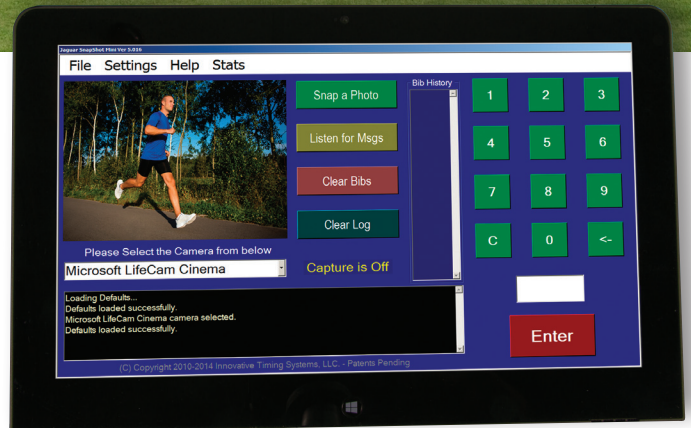 Jaguar SnapShot Mini Ver 5.016
File Settings Help Stats
Snap a Photo
Listen for Msgs
Clear Bibs
Clear Log
Capture is Off
Bib History
1 2 3
4 5 6
7 8 9
C 0 <-
Enter
Please Select the Camera from below
Microsoft LifeCam Cinema
Loading Defaults...
Defaults loaded successfully.
Microsoft LifeCam Cinema camera selected.
Defaults loaded successfully.
(C) Copyright 2010-2014 Innovative Timing Systems, LLC. - Patents Pending